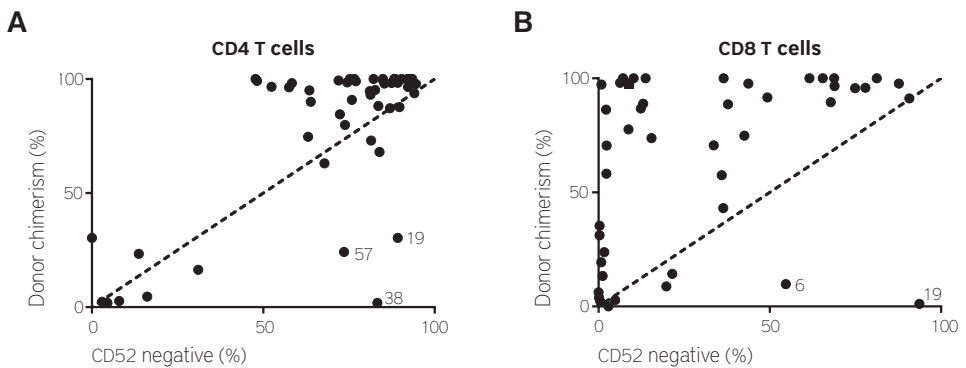 A
CD4 T cells
100
50
0
0
50
100
Donor chimerism (%)
CD52 negative (%)
57
19
38
B
CD8 T cells
100
50
0
0
50
100
Donor chimerism (%)
CD52 negative (%)
6
19